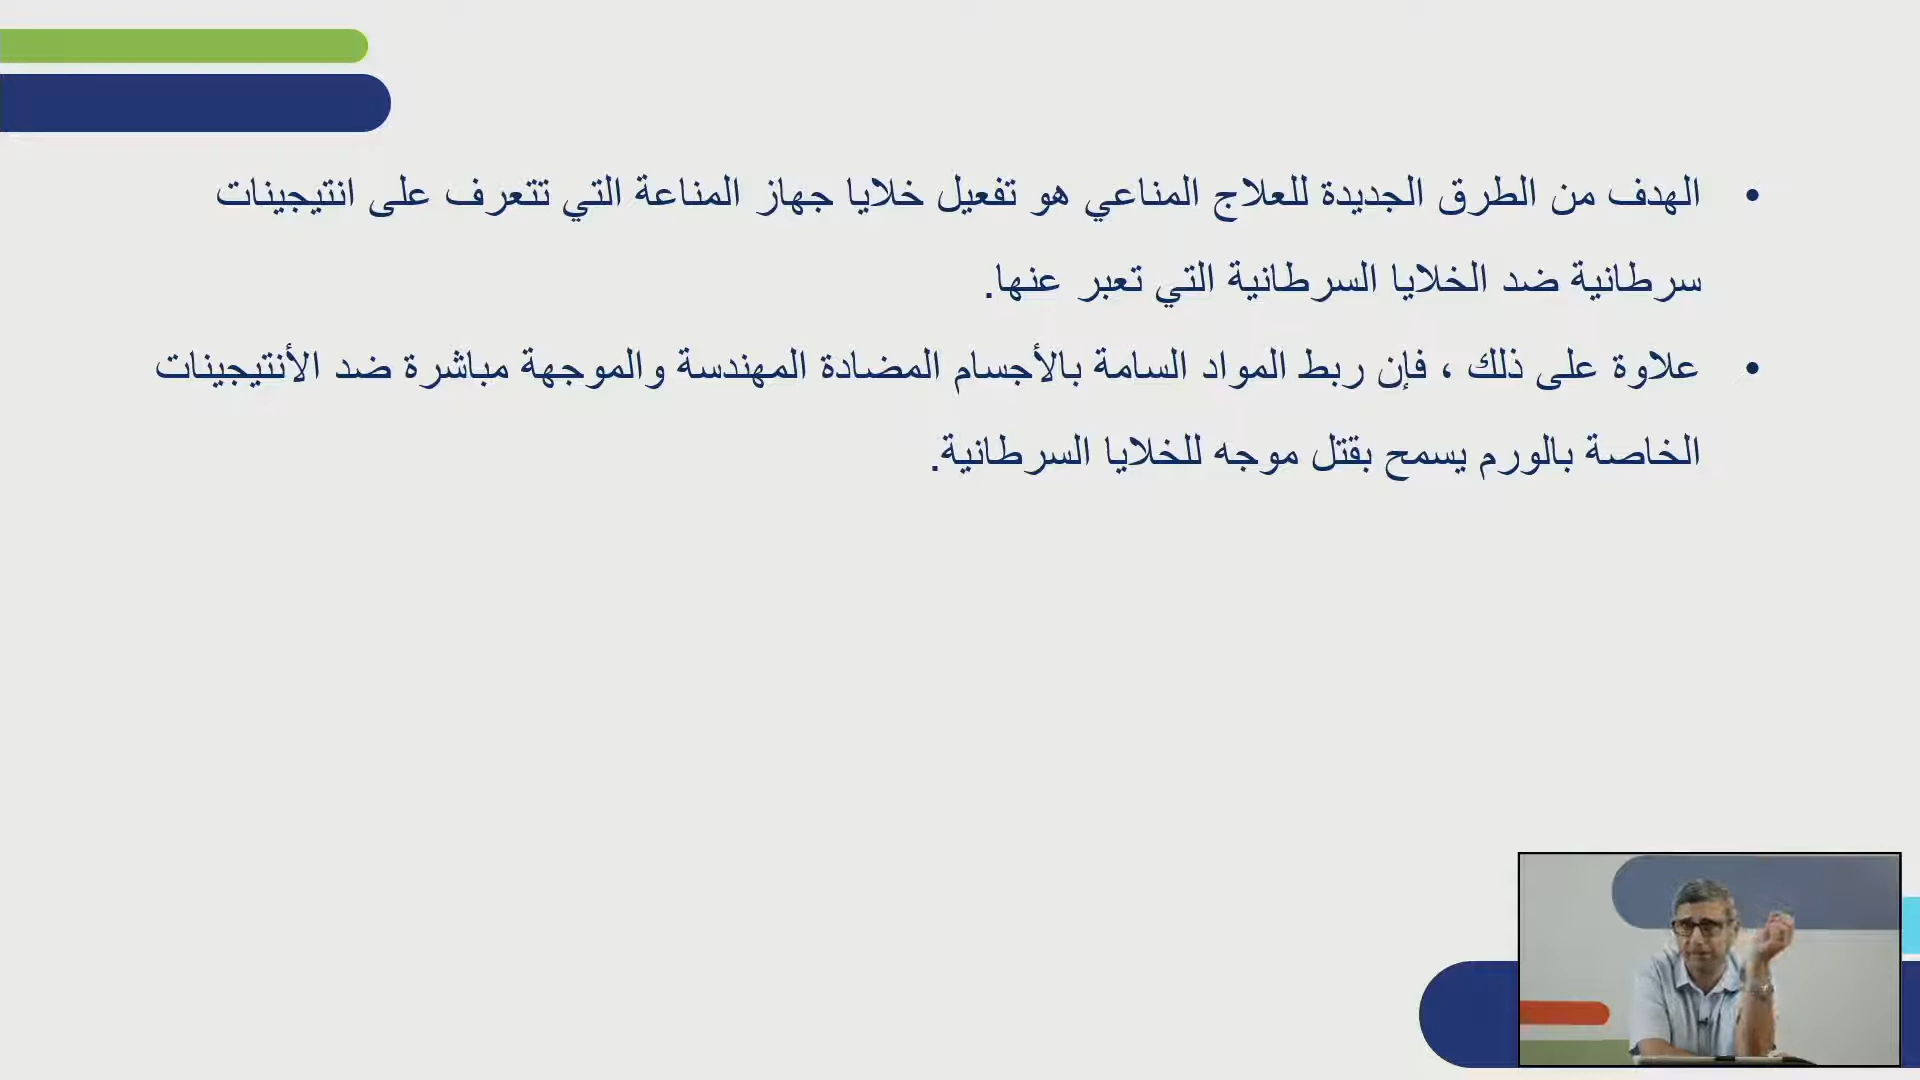 • الهدف من الطرق الجديدة للعلاج المناعي هو تفعيل خلايا جهاز المناعة التي تتعرف على انتيجينات
سرطانية ضد الخلايا السرطانية التي تعبر عنها.
• علاوة على ذلك ، فإن ربط المواد السامة بالأجسام المضادة المهندسة والموجهة مباشرة ضد الأنتيجينات
الخاصة بالورم يسمح بقتل موجه للخلايا السرطانية.